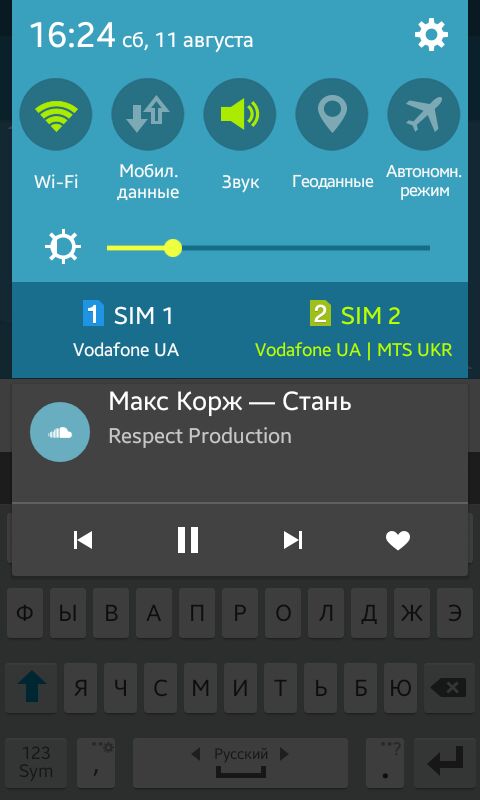 16:24 сб, 11 августа
Wi-Fi
Мобил.
данные
Звук
Геоданные
Автономн.
режим
1 SIM 1
Vodafone UA
2 SIM 2
Vodafone UA | MTS UKR
Макс Корж — Стань
Respect Production
Ф Ы В А П Р О Л Д Ж Э
Я Ч С М И Т Ь Б Ю
123
Sym
,
Русский
. ?